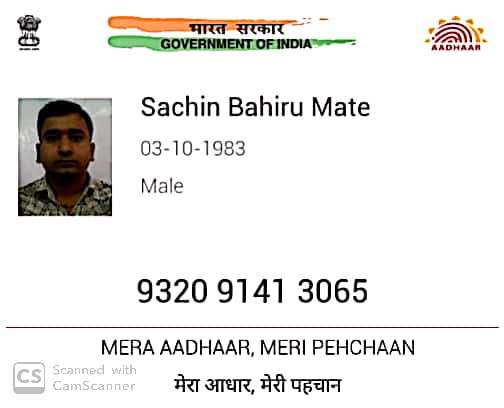 भारत सरकार
GOVERNMENT OF INDIA
AADHAAR
Sachin Bahiru Mate
03-10-1983
Male
9320 9141 3065
MERA AADHAAR, MERI PEHCHAAN
मेरा आधार, मेरी पहचान
CS Scanned with
CamScanner